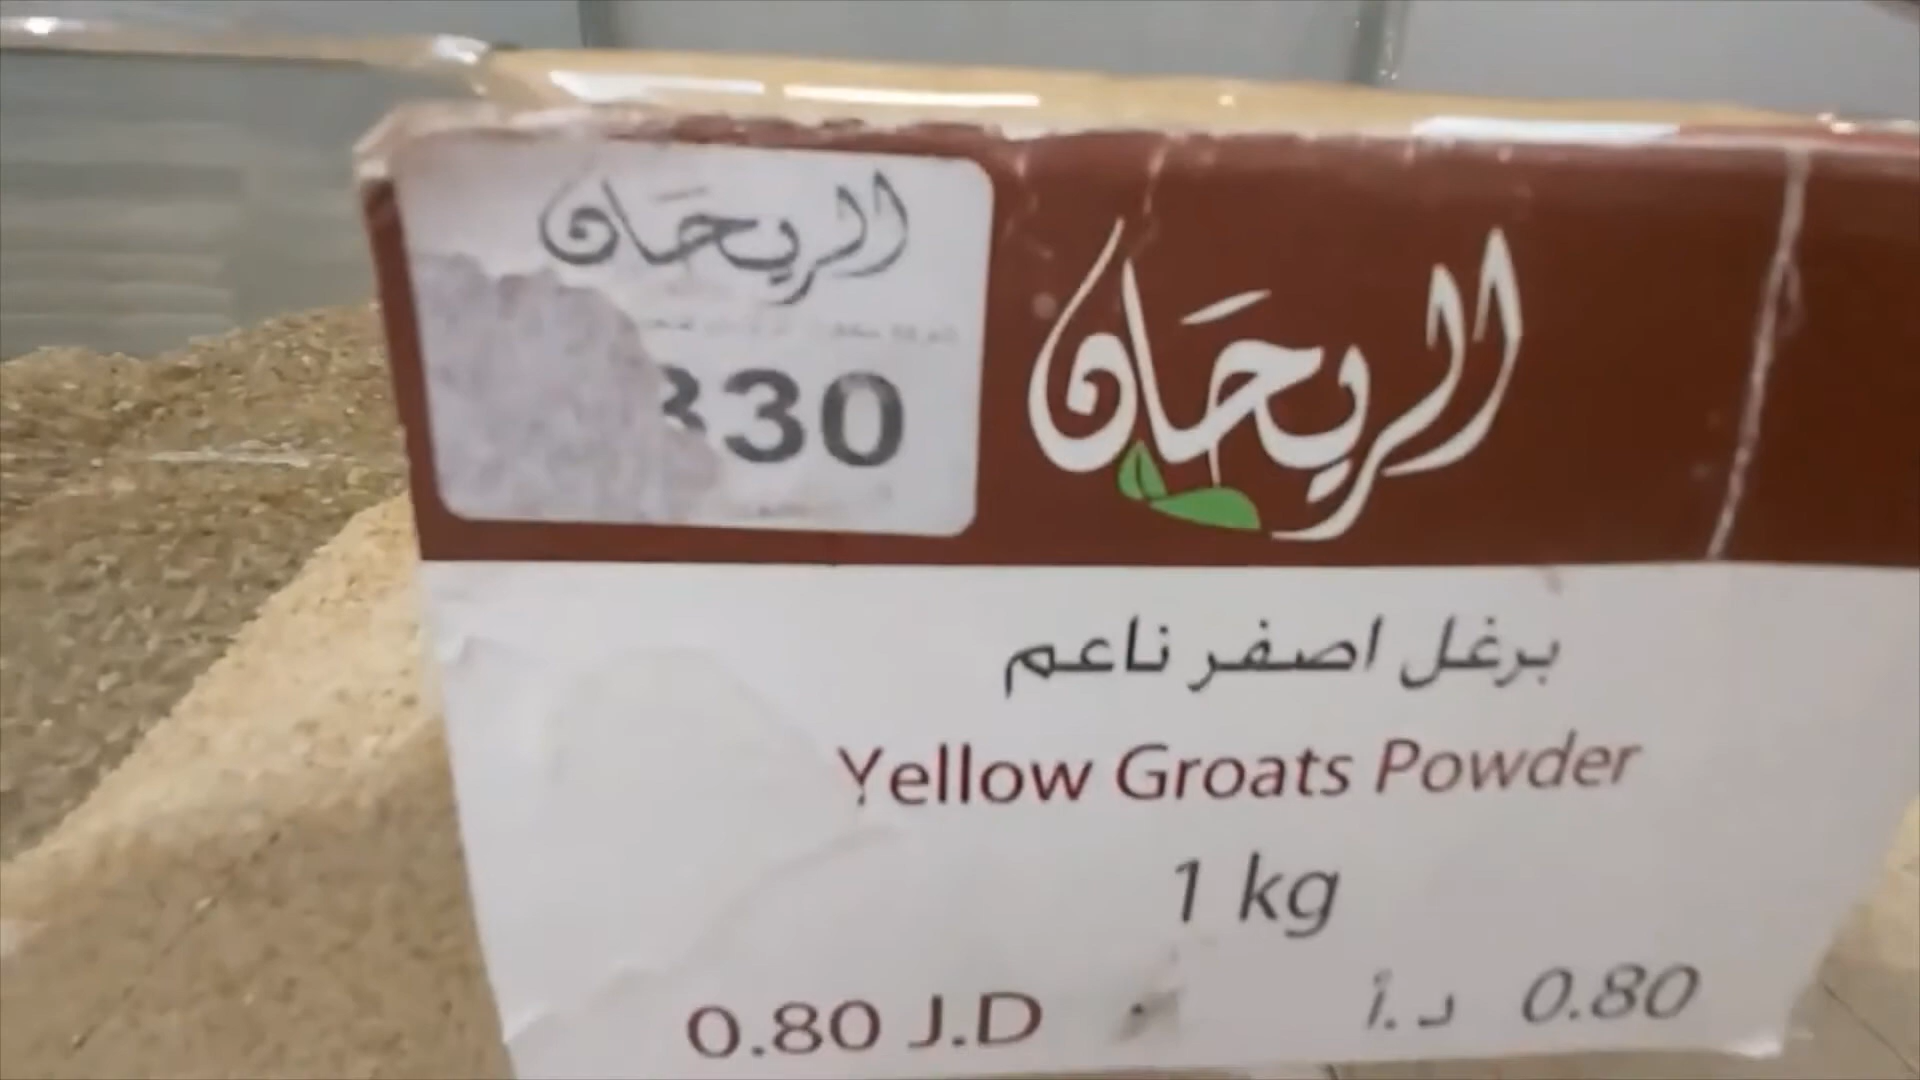 الريحان
330
الريحان
برغل اصفر ناعم
Yellow Groats Powder
1 kg
0.80 J.D
0.80 د.أ